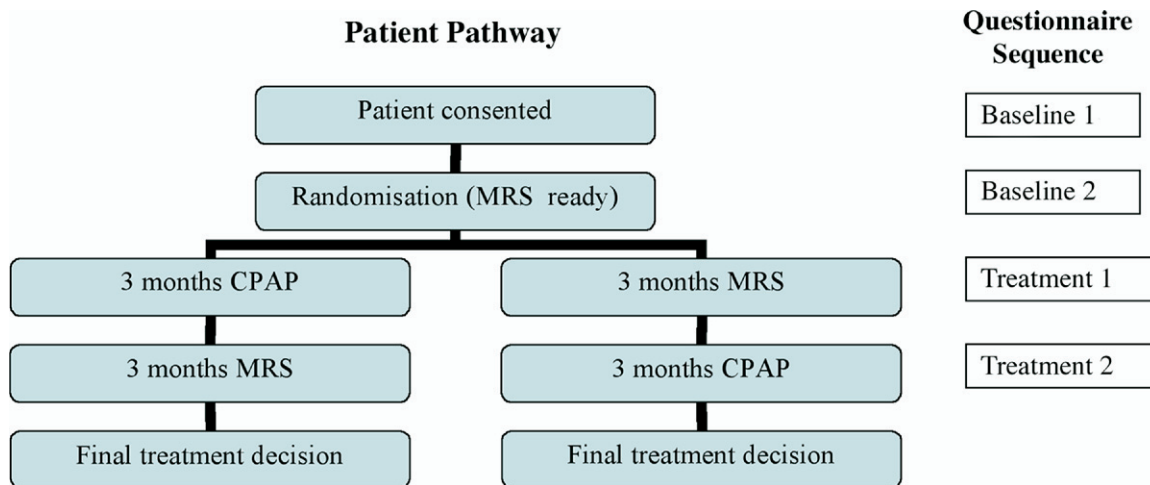 Patient Pathway
Questionnaire
Sequence
Patient consented
Baseline 1
Randomisation (MRS ready)
Baseline 2
3 months CPAP
3 months MRS
Treatment 1
3 months MRS
3 months CPAP
Treatment 2
Final treatment decision
Final treatment decision